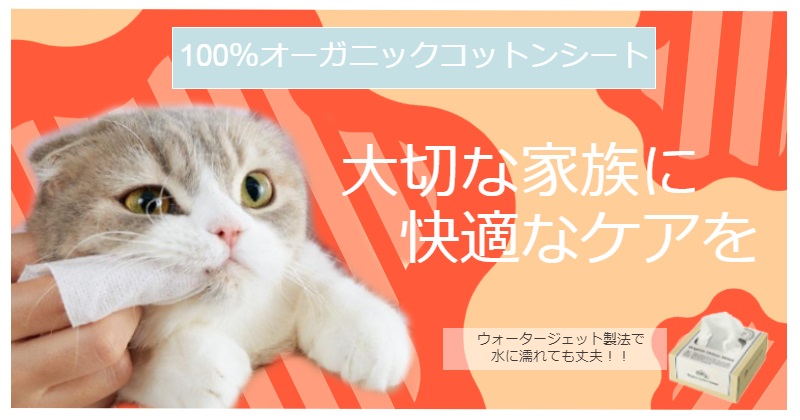 100%オーガニックコットンシート
大切な家族に
快適なケアを
ウォータージェット製法で
水に濡れても丈夫！！